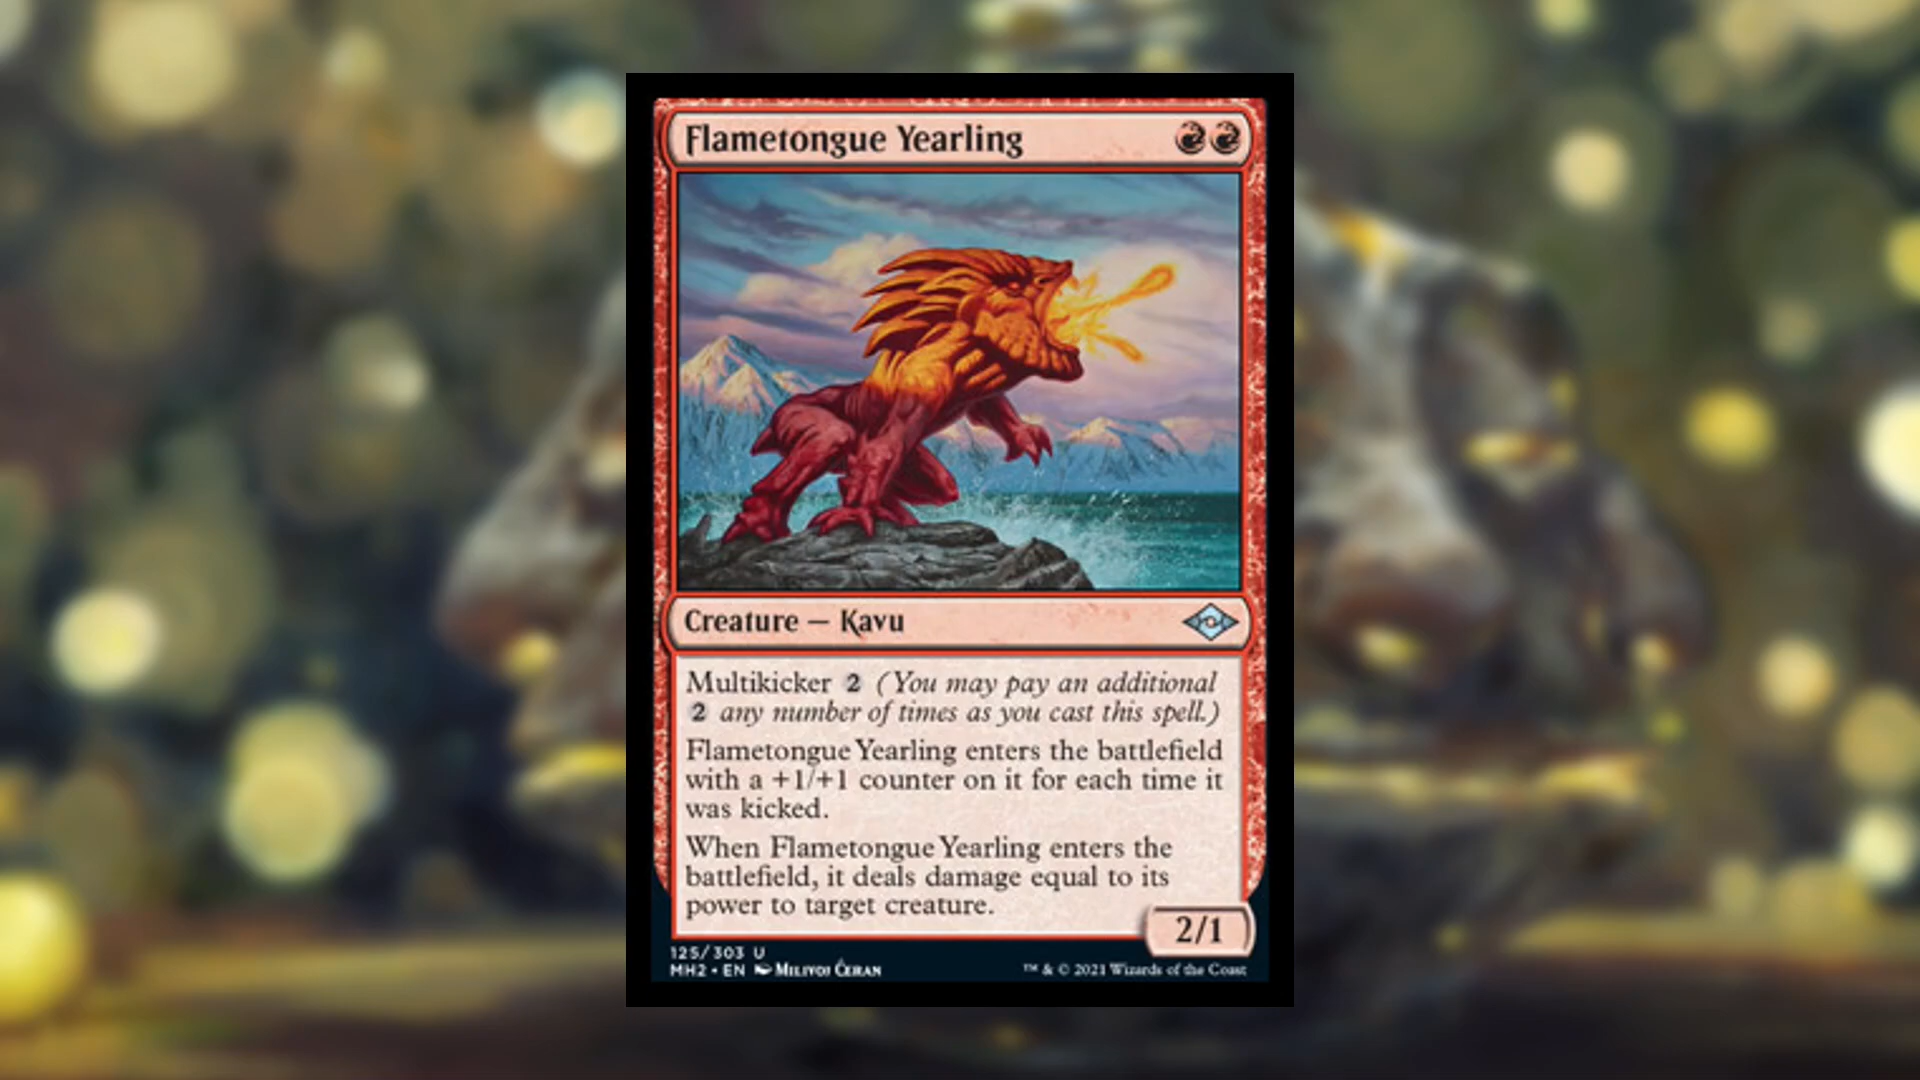 Flametongue Yearling
Creature — Kavu
Multikicker 2 (You may pay an additional
2 any number of times as you cast this spell.)
Flametongue Yearling enters the battlefield
with a +1/+1 counter on it for each time it
was kicked.
When Flametongue Yearling enters the
battlefield, it deals damage equal to its
power to target creature.
2/1
125/303 U
MH2 • EN Milivoj Ćeran
™ & © 2021 Wizards of the Coast